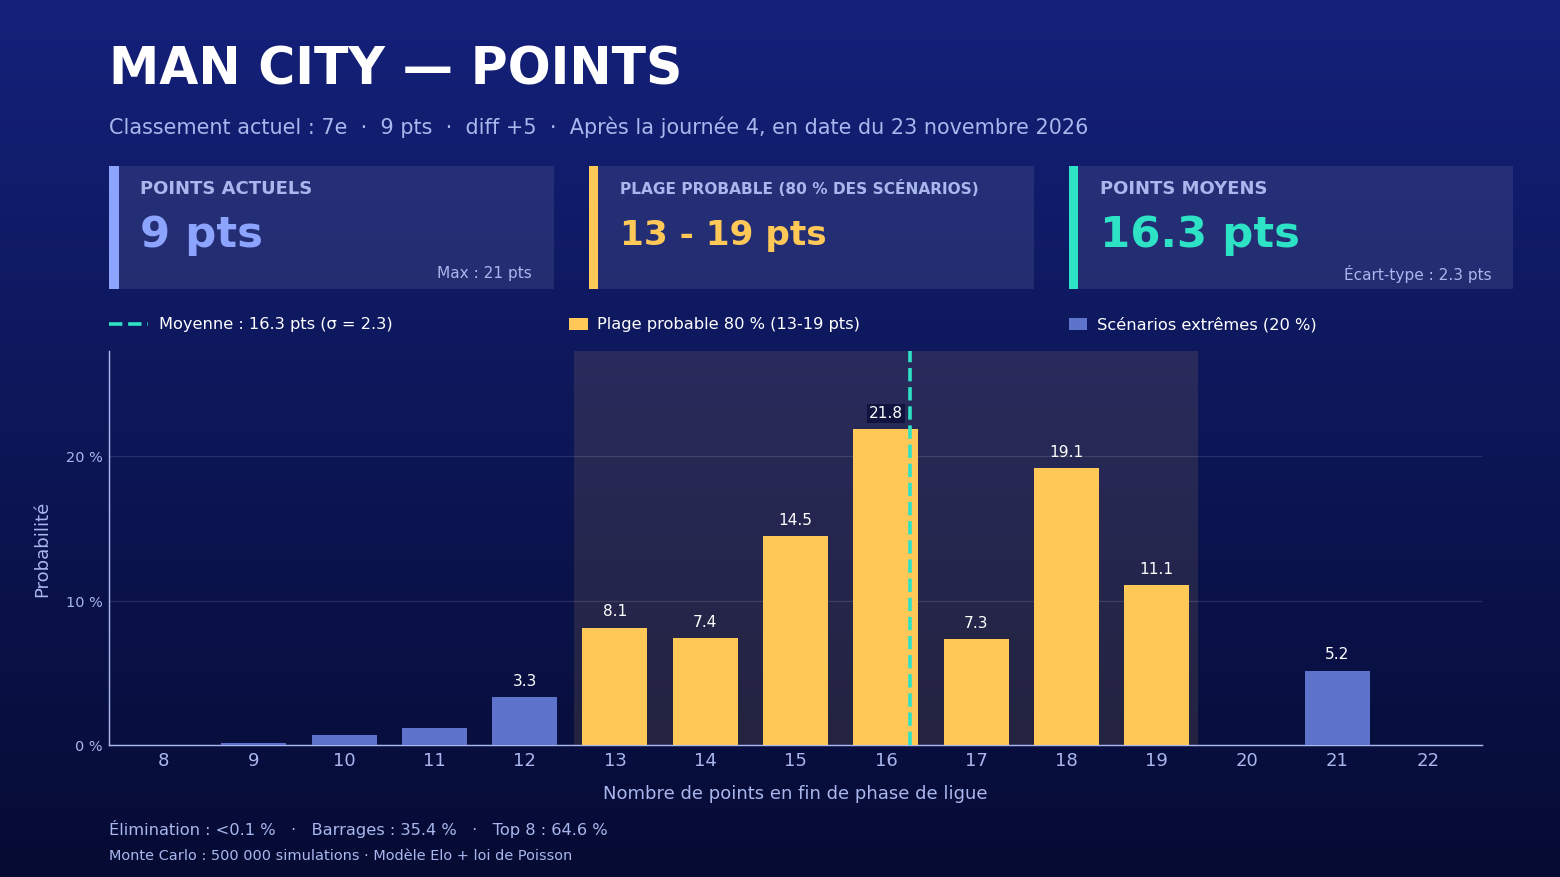 MAN CITY — POINTS
Classement actuel : 7e · 9 pts · diff +5 · Après la journée 4, en date du 23 novembre 2026
POINTS ACTUELS
9 pts
Max : 21 pts
PLAGE PROBABLE (80 % DES SCÉNARIOS)
13 - 19 pts
POINTS MOYENS
16.3 pts
Écart-type : 2.3 pts
Moyenne : 16.3 pts (σ = 2.3)
Plage probable 80 % (13-19 pts)
Scénarios extrêmes (20 %)
Probabilité
20 %
10 %
0 %
3.3
8.1
7.4
14.5
21.8
7.3
19.1
11.1
5.2
8 9 10 11 12 13 14 15 16 17 18 19 20 21 22
Nombre de points en fin de phase de ligue
Élimination : <0.1 % · Barrages : 35.4 % · Top 8 : 64.6 %
Monte Carlo : 500 000 simulations · Modèle Elo + loi de Poisson